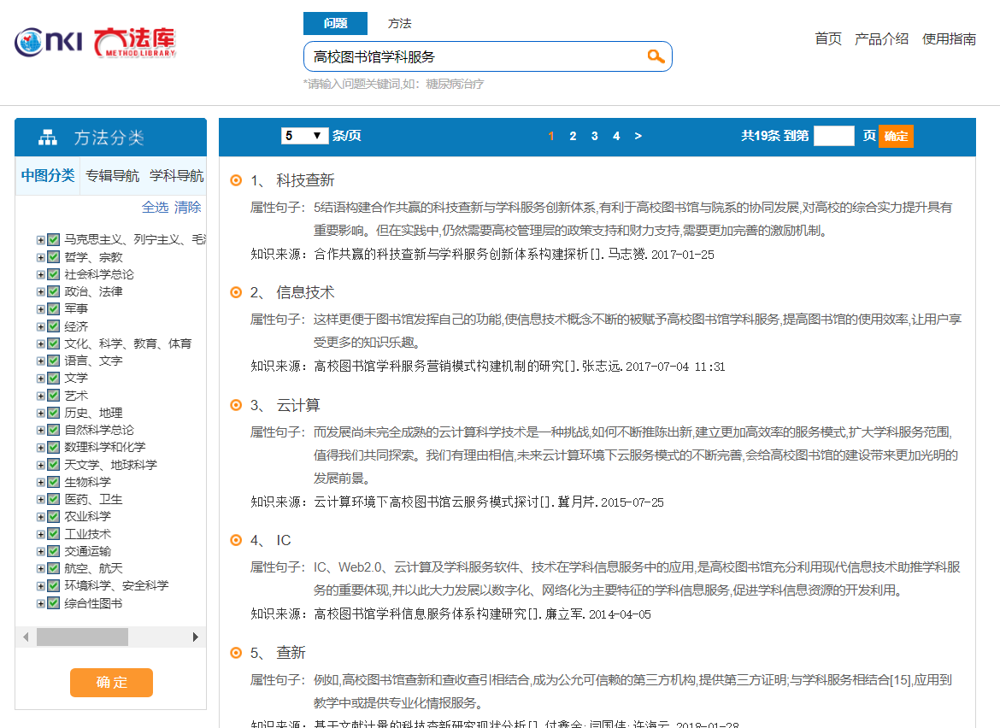 问题 方法
CNKI 方法库
METHOD LIBRARY
高校图书馆学科服务
首页 产品介绍 使用指南
*请输入问题关键词,如：糖尿病治疗
方法分类
中图分类 专辑导航 学科导航
全选 清除
马克思主义、列宁主义、毛泽
哲学、宗教
社会科学总论
政治、法律
军事
经济
文化、科学、教育、体育
语言、文字
文学
艺术
历史、地理
自然科学总论
数理科学和化学
天文学、地球科学
生物科学
医药、卫生
农业科学
工业技术
交通运输
航空、航天
环境科学、安全科学
综合性图书
确 定
5 条/页 1 2 3 4 > 共19条 到第 页 确定
1、 科技查新
属性句子：5结语构建合作共赢的科技查新与学科服务创新体系,有利于高校图书馆与院系的协同发展,对高校的综合实力提升具有
重要影响。但在实践中,仍然需要高校管理层的政策支持和财力支持,需要更加完善的激励机制。
知识来源：合作共赢的科技查新与学科服务创新体系构建探析[].马志赟.2017-01-25
2、 信息技术
属性句子：这样更便于图书馆发挥自己的功能,使信息技术概念不断的被赋予高校图书馆学科服务,提高图书馆的使用效率,让用户享
受更多的知识乐趣。
知识来源：高校图书馆学科服务营销模式构建机制的研究[].张志远.2017-07-04 11:31
3、 云计算
属性句子：而发展尚未完全成熟的云计算科学技术是一种挑战,如何不断推陈出新,建立更加高效率的服务模式,扩大学科服务范围,
值得我们共同探索。我们有理由相信,未来云计算环境下云服务模式的不断完善,会给高校图书馆的建设带来更加光明的
发展前景。
知识来源：云计算环境下高校图书馆云服务模式探讨[].冀月芹.2015-07-25
4、 IC
属性句子：IC、Web2.0、云计算及学科服务软件、技术在学科信息服务中的应用,是高校图书馆充分利用现代信息技术助推学科服
务的重要体现,并以此大力发展以数字化、网络化为主要特征的学科信息服务,促进学科信息资源的开发利用。
知识来源：高校图书馆学科信息服务体系构建研究[].廉立军.2014-04-05
5、 查新
属性句子：例如,高校图书馆查新和查收查引相结合,成为公允可信赖的第三方机构,提供第三方证明;与学科服务相结合[15],应用到
教学中或提供专业化情报服务。
知识来源：基于文献计量的科技查新研究现状分析[].付鑫金;闫国伟;许海云.2018-01-28